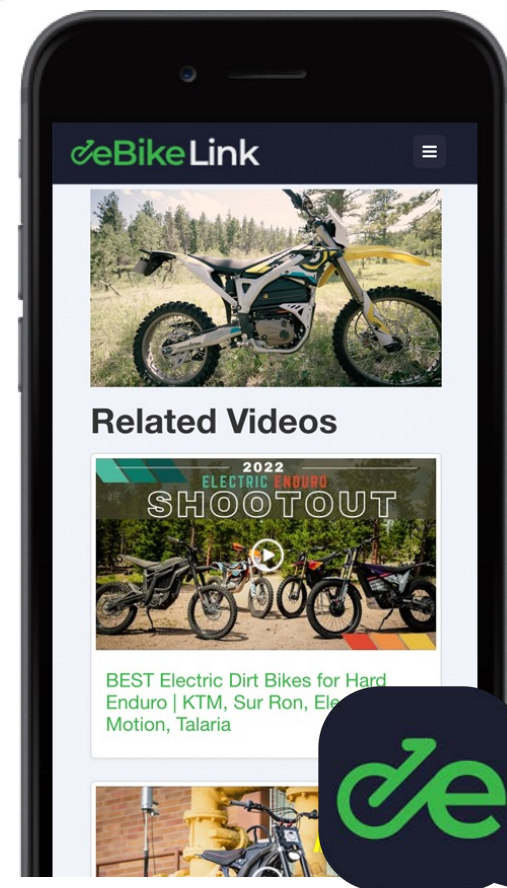 eBikeLink
Related Videos
2022
ELECTRIC ENDURO
SHOOTOUT
BEST Electric Dirt Bikes for Hard
Enduro | KTM, Sur Ron,
Motion, Talaria
e